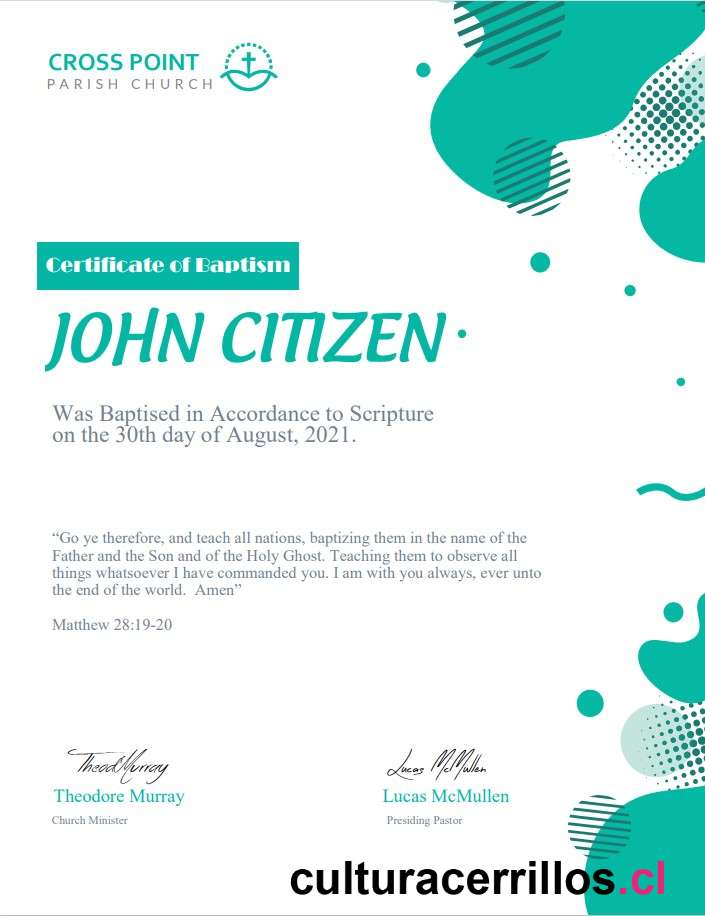 CROSS POINT
PARISH CHURCH
Certificate of Baptism
JOHN CITIZEN
Was Baptised in Accordance to Scripture
on the 30th day of August, 2021.
“Go ye therefore, and teach all nations, baptizing them in the name of the
Father and the Son and of the Holy Ghost. Teaching them to observe all
things whatsoever I have commanded you. I am with you always, ever unto
the end of the world.  Amen”
Matthew 28:19-20
TheodMurray
Lucas McMullen
Theodore Murray
Lucas McMullen
Church Minister
Presiding Pastor
culturacerrillos.cl